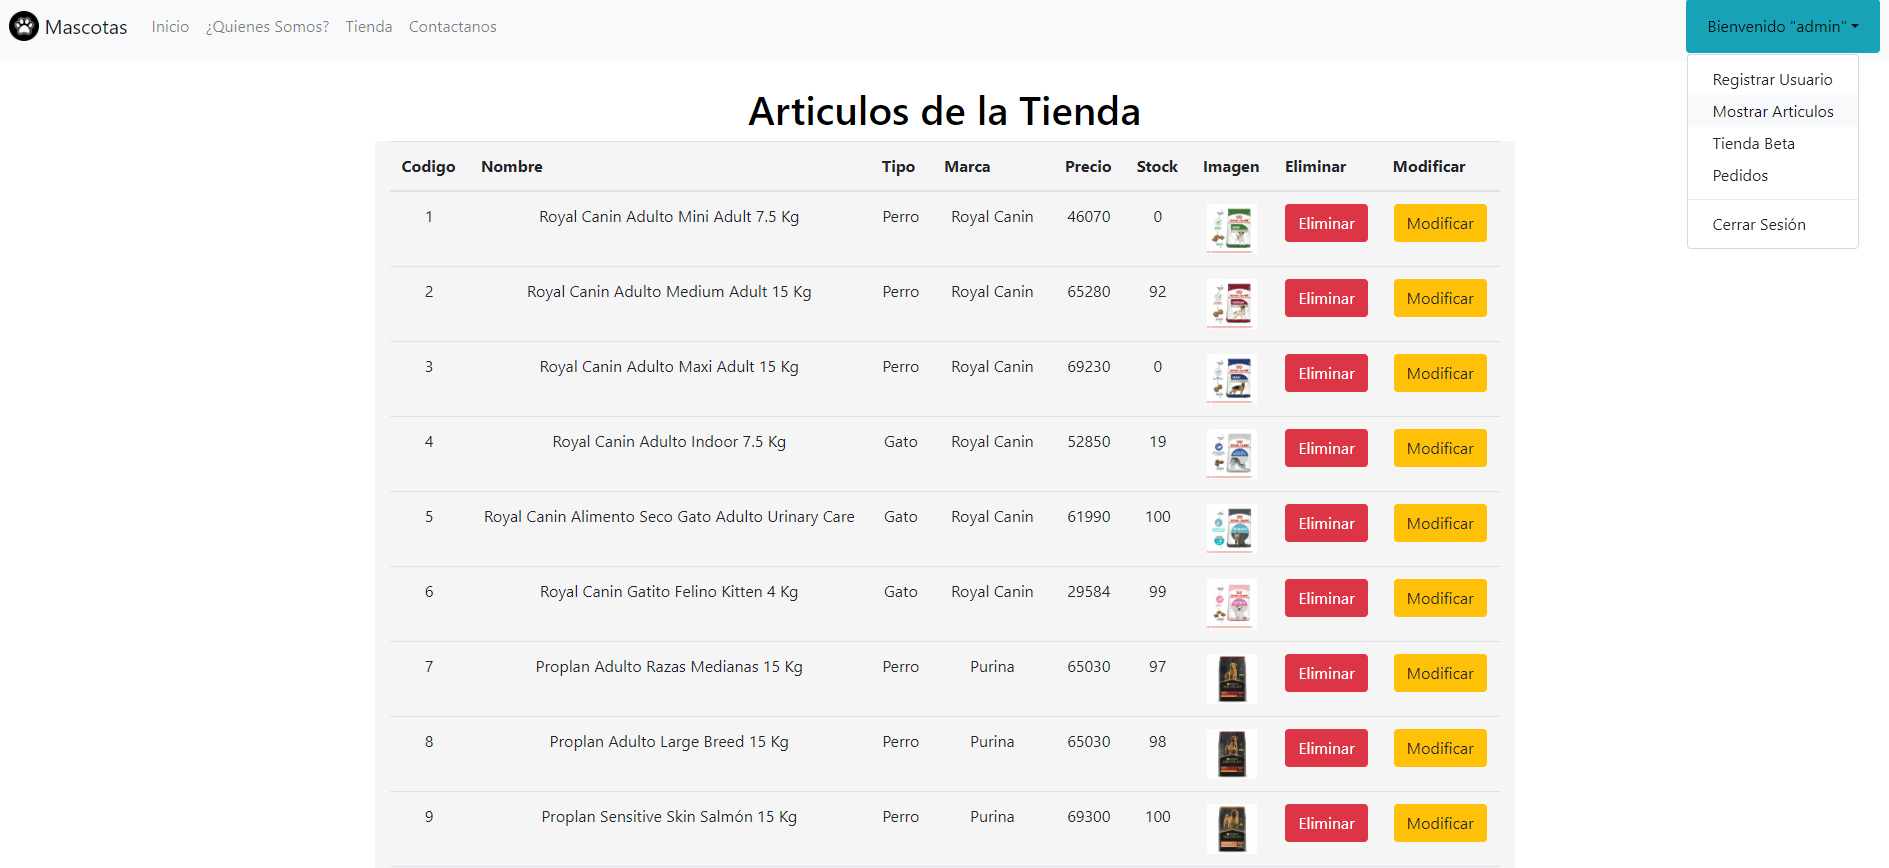 Mascotas Inicio ¿Quienes Somos? Tienda Contactanos Bienvenido "admin"
Registrar Usuario
Mostrar Articulos
Tienda Beta
Pedidos
Cerrar Sesión
Articulos de la Tienda
Codigo Nombre Tipo Marca Precio Stock Imagen Eliminar Modificar
1 Royal Canin Adulto Mini Adult 7.5 Kg Perro Royal Canin 46070 0 Eliminar Modificar
2 Royal Canin Adulto Medium Adult 15 Kg Perro Royal Canin 65280 92 Eliminar Modificar
3 Royal Canin Adulto Maxi Adult 15 Kg Perro Royal Canin 69230 0 Eliminar Modificar
4 Royal Canin Adulto Indoor 7.5 Kg Gato Royal Canin 52850 19 Eliminar Modificar
5 Royal Canin Alimento Seco Gato Adulto Urinary Care Gato Royal Canin 61990 100 Eliminar Modificar
6 Royal Canin Gatito Felino Kitten 4 Kg Gato Royal Canin 29584 99 Eliminar Modificar
7 Proplan Adulto Razas Medianas 15 Kg Perro Purina 65030 97 Eliminar Modificar
8 Proplan Adulto Large Breed 15 Kg Perro Purina 65030 98 Eliminar Modificar
9 Proplan Sensitive Skin Salmón 15 Kg Perro Purina 69300 100 Eliminar Modificar